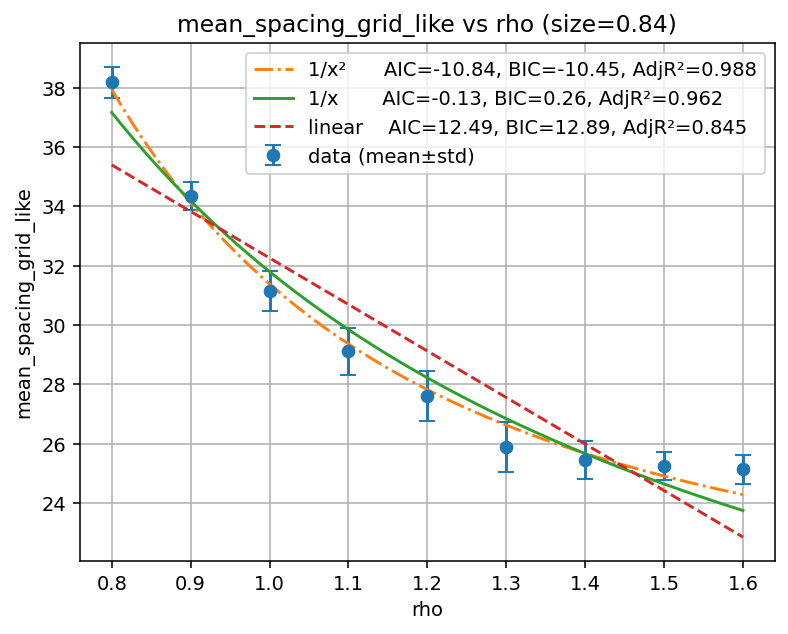 mean_spacing_grid_like vs rho (size=0.84)
1/x² AIC=-10.84, BIC=-10.45, AdjR²=0.988
1/x AIC=-0.13, BIC=0.26, AdjR²=0.962
linear AIC=12.49, BIC=12.89, AdjR²=0.845
data (mean±std)
mean_spacing_grid_like
38
36
34
32
30
28
26
24
0.8 0.9 1.0 1.1 1.2 1.3 1.4 1.5 1.6
rho